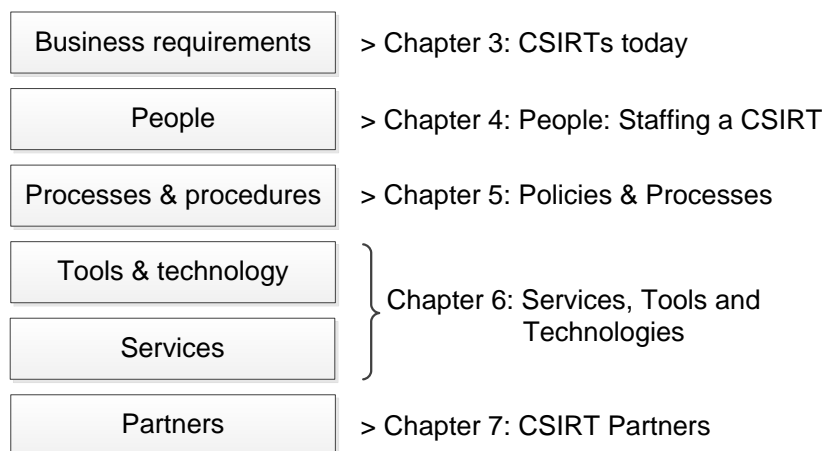 Business requirements > Chapter 3: CSIRTs today
People > Chapter 4: People: Staffing a CSIRT
Processes & procedures > Chapter 5: Policies & Processes
Tools & technology
Chapter 6: Services, Tools and
Technologies
Services
Partners > Chapter 7: CSIRT Partners